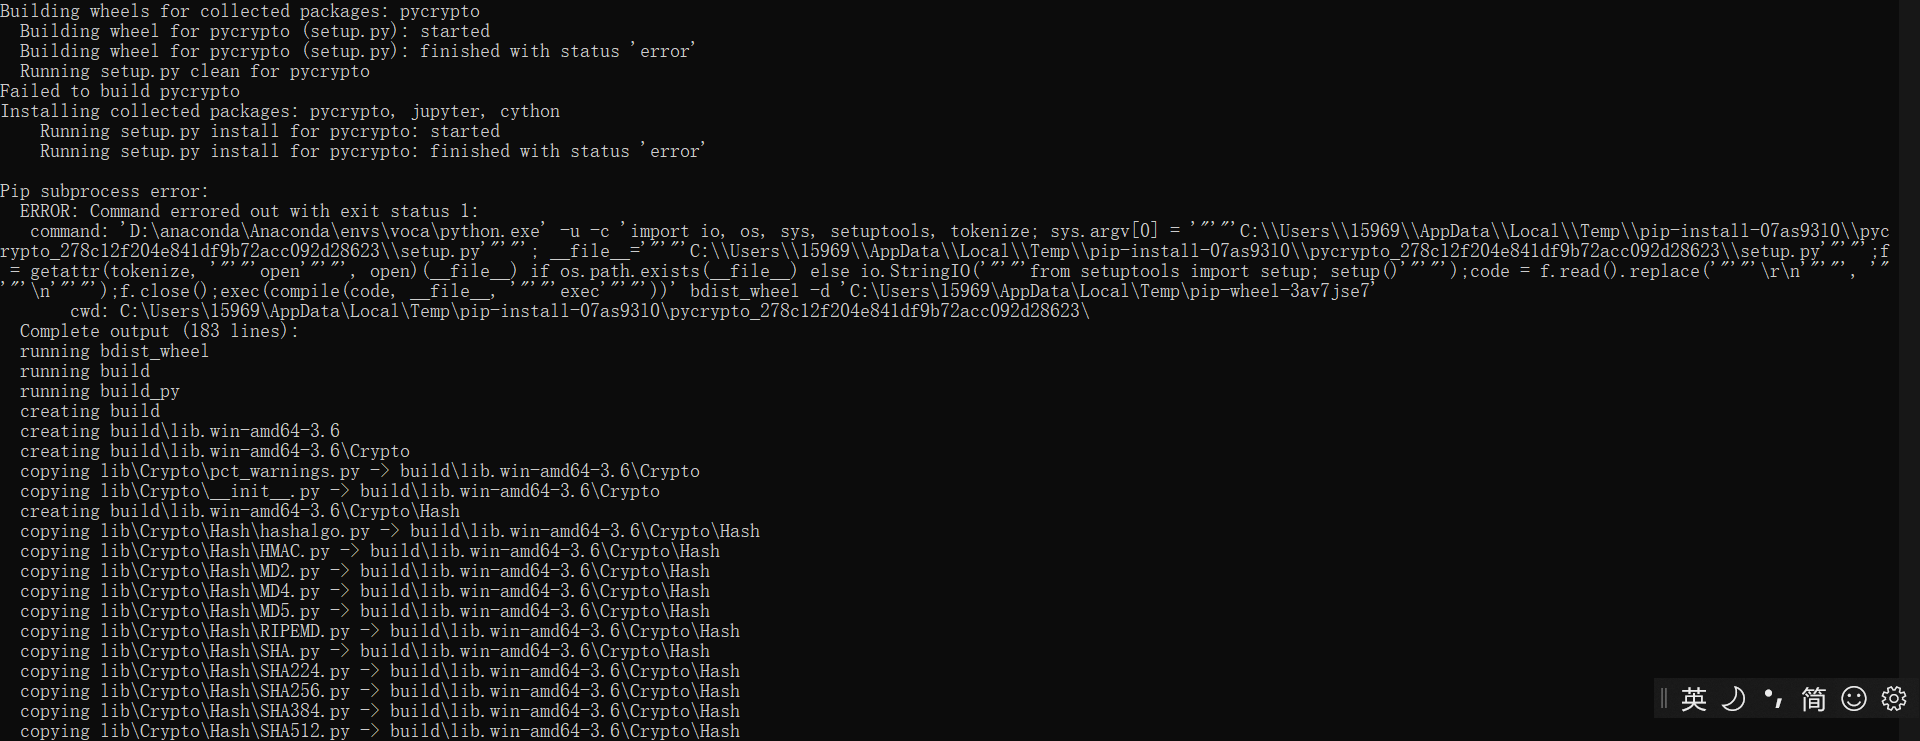 Building wheels for collected packages: pycrypto
  Building wheel for pycrypto (setup.py): started
  Building wheel for pycrypto (setup.py): finished with status 'error'
  Running setup.py clean for pycrypto
Failed to build pycrypto
Installing collected packages: pycrypto, jupyter, cython
    Running setup.py install for pycrypto: started
    Running setup.py install for pycrypto: finished with status 'error'

Pip subprocess error:
  ERROR: Command errored out with exit status 1:
   command: 'D:\anaconda\Anaconda\envs\voca\python.exe' -u -c 'import io, os, sys, setuptools, tokenize; sys.argv[0] = '"'"'C:\\Users\\15969\\AppData\\Local\\Temp\\pip-install-07as93l0\\pyc
rypto_278c12f204e841df9b72acc092d28623\\setup.py'"'"'; __file__='"'"'C:\\Users\\15969\\AppData\\Local\\Temp\\pip-install-07as93l0\\pycrypto_278c12f204e841df9b72acc092d28623\\setup.py'"'"';f
 = getattr(tokenize, '"'"'open'"'"', open)(__file__) if os.path.exists(__file__) else io.StringIO('"'"'from setuptools import setup; setup()'"'"');code = f.read().replace('"'"'\r\n'"'"', '"
'"'\n'"'"');f.close();exec(compile(code, __file__, '"'"'exec'"'"'))' bdist_wheel -d 'C:\Users\15969\AppData\Local\Temp\pip-wheel-3av7jse7'
       cwd: C:\Users\15969\AppData\Local\Temp\pip-install-07as93l0\pycrypto_278c12f204e841df9b72acc092d28623\
  Complete output (183 lines):
  running bdist_wheel
  running build
  running build_py
  creating build
  creating build\lib.win-amd64-3.6
  creating build\lib.win-amd64-3.6\Crypto
  copying lib\Crypto\pct_warnings.py -> build\lib.win-amd64-3.6\Crypto
  copying lib\Crypto\__init__.py -> build\lib.win-amd64-3.6\Crypto
  creating build\lib.win-amd64-3.6\Crypto\Hash
  copying lib\Crypto\Hash\hashalgo.py -> build\lib.win-amd64-3.6\Crypto\Hash
  copying lib\Crypto\Hash\HMAC.py -> build\lib.win-amd64-3.6\Crypto\Hash
  copying lib\Crypto\Hash\MD2.py -> build\lib.win-amd64-3.6\Crypto\Hash
  copying lib\Crypto\Hash\MD4.py -> build\lib.win-amd64-3.6\Crypto\Hash
  copying lib\Crypto\Hash\MD5.py -> build\lib.win-amd64-3.6\Crypto\Hash
  copying lib\Crypto\Hash\RIPEMD.py -> build\lib.win-amd64-3.6\Crypto\Hash
  copying lib\Crypto\Hash\SHA.py -> build\lib.win-amd64-3.6\Crypto\Hash
  copying lib\Crypto\Hash\SHA224.py -> build\lib.win-amd64-3.6\Crypto\Hash
  copying lib\Crypto\Hash\SHA256.py -> build\lib.win-amd64-3.6\Crypto\Hash
  copying lib\Crypto\Hash\SHA384.py -> build\lib.win-amd64-3.6\Crypto\Hash
  copying lib\Crypto\Hash\SHA512.py -> build\lib.win-amd64-3.6\Crypto\Hash
英 简